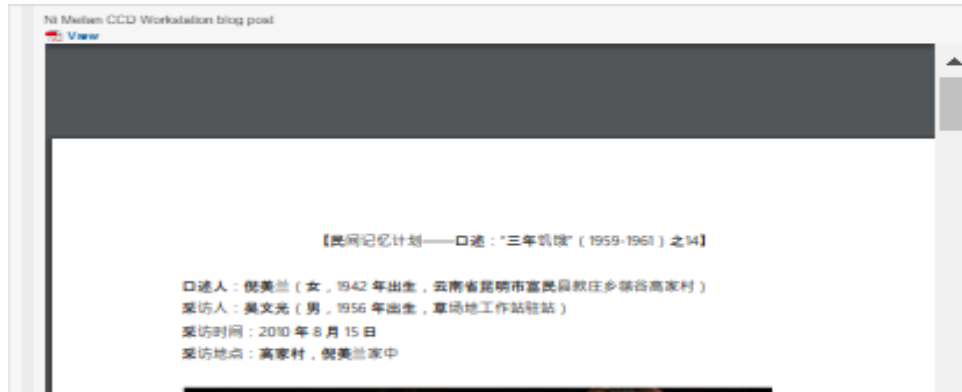 Ni Meilan CCD Workstation blog post
View
【民间记忆计划——口述："三年饥饿"（1959-1961）之14】
口述人：倪美兰（女，1942 年出生，云南省昆明市富民县款庄乡领谷高家村）
采访人：吴文光（男，1956 年出生，草场地工作站驻站）
采访时间：2010 年 8 月 15 日
采访地点：高家村，倪美兰家中